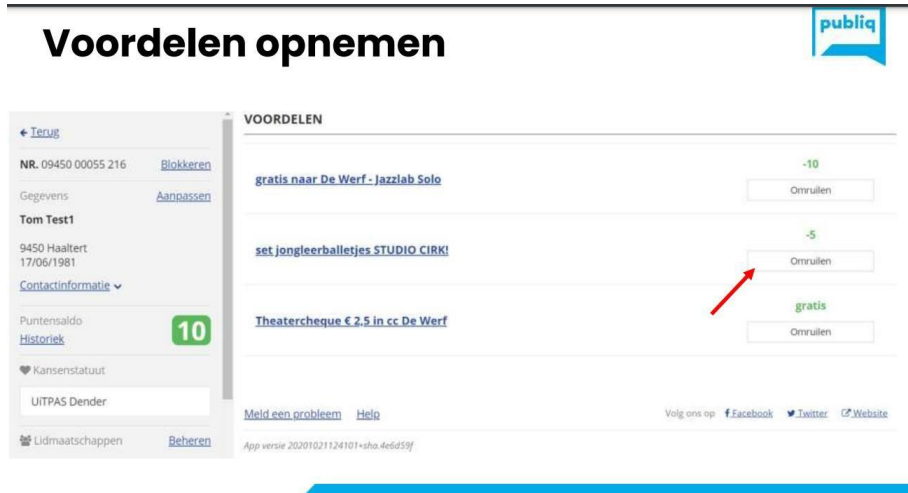 Voordelen opnemen
publiq
← Terug
NR. 09450 00055 216 Blokkeren
Gegevens Aanpassen
Tom Test1
9450 Haaltert
17/06/1981
Contactinformatie
Puntensaldo
Historiek
10
Kansenstatuut
UiTPAS Dender
Lidmaatschappen Beheren
VOORDELEN
gratis naar De Werf - Jazzlab Solo
-10
Omruilen
set jongleerballetjes STUDIO CIRK!
-5
Omruilen
Theatercheque € 2,5 in cc De Werf
gratis
Omruilen
Meld een probleem Help
Volg ons op Facebook Twitter Website
App versie 20201021124101+sha.4e6d59f